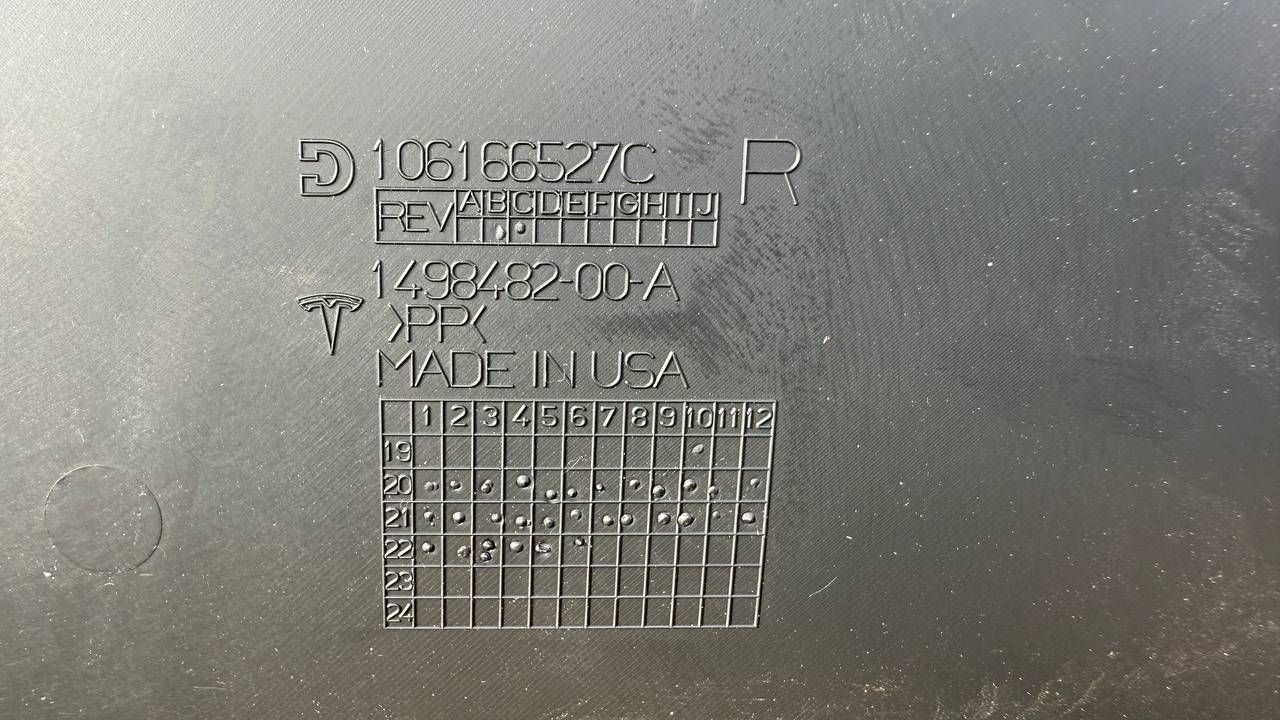 D 106166527C R
REV A B C D E F G H I J
1498482-00-A
>PP<
MADE IN USA
1 2 3 4 5 6 7 8 9 10 11 12
19
20
21
22
23
24